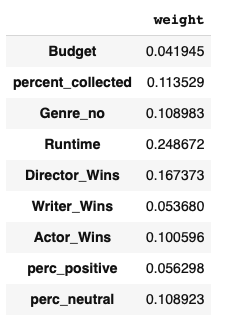 weight
Budget 0.041945
percent_collected 0.113529
Genre_no 0.108983
Runtime 0.248672
Director_Wins 0.167373
Writer_Wins 0.053680
Actor_Wins 0.100596
perc_positive 0.056298
perc_neutral 0.108923